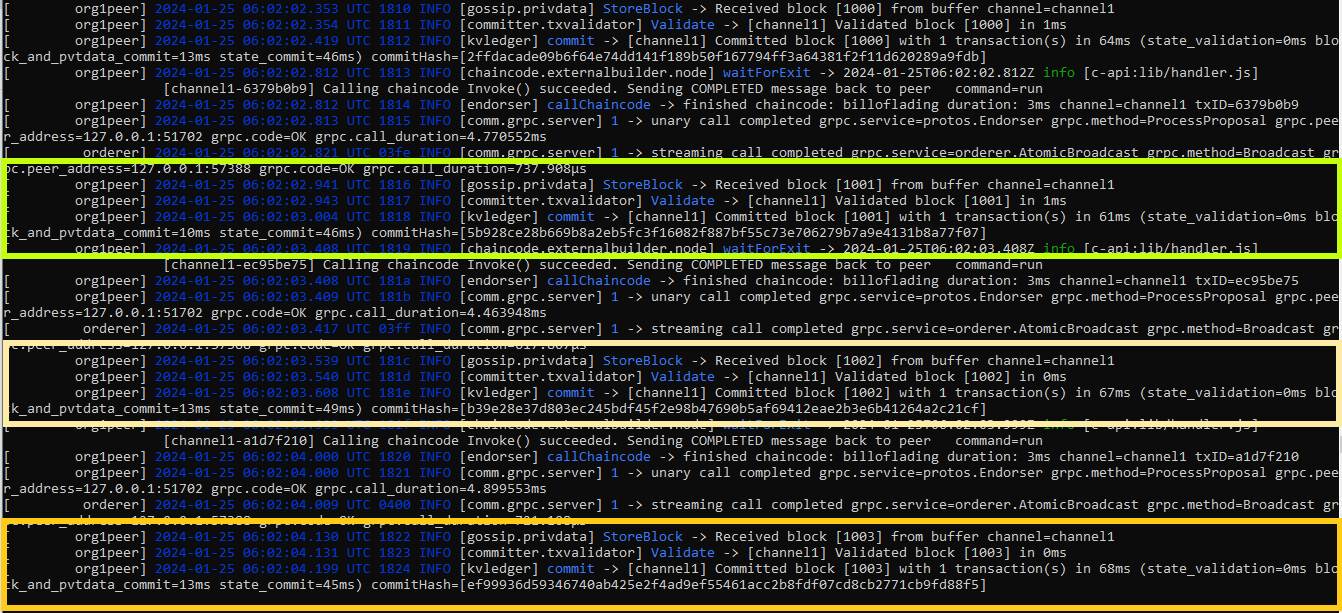 [         org1peer] 2024-01-25 06:02:02.353 UTC 1810 INFO [gossip.privdata] StoreBlock -> Received block [1000] from buffer channel=channel1
[         org1peer] 2024-01-25 06:02:02.354 UTC 1811 INFO [committer.txvalidator] Validate -> [channel1] Validated block [1000] in 1ms
[         org1peer] 2024-01-25 06:02:02.419 UTC 1812 INFO [kvledger] commit -> [channel1] Committed block [1000] with 1 transaction(s) in 64ms (state_validation=0ms blo
ck_and_pvtdata_commit=13ms state_commit=46ms) commitHash=[2ffdacade09b6f64e74dd141f189b50f167794ff3a64381f2f11d620289a9fdb]
[         org1peer] 2024-01-25 06:02:02.812 UTC 1813 INFO [chaincode.externalbuilder.node] waitForExit -> 2024-01-25T06:02:02.812Z info [c-api:lib/handler.js]
                    [channel1-6379b0b9] Calling chaincode Invoke() succeeded. Sending COMPLETED message back to peer   command=run
[         org1peer] 2024-01-25 06:02:02.812 UTC 1814 INFO [endorser] callChaincode -> finished chaincode: billoflading duration: 3ms channel=channel1 txID=6379b0b9
[         org1peer] 2024-01-25 06:02:02.813 UTC 1815 INFO [comm.grpc.server] 1 -> unary call completed grpc.service=protos.Endorser grpc.method=ProcessProposal grpc.pee
r_address=127.0.0.1:51702 grpc.code=OK grpc.call_duration=4.770552ms
[          orderer] 2024-01-25 06:02:02.821 UTC 03fe INFO [comm.grpc.server] 1 -> streaming call completed grpc.service=orderer.AtomicBroadcast grpc.method=Broadcast gr
pc.peer_address=127.0.0.1:57388 grpc.code=OK grpc.call_duration=737.908µs
[         org1peer] 2024-01-25 06:02:02.941 UTC 1816 INFO [gossip.privdata] StoreBlock -> Received block [1001] from buffer channel=channel1
[         org1peer] 2024-01-25 06:02:02.943 UTC 1817 INFO [committer.txvalidator] Validate -> [channel1] Validated block [1001] in 1ms
[         org1peer] 2024-01-25 06:02:03.004 UTC 1818 INFO [kvledger] commit -> [channel1] Committed block [1001] with 1 transaction(s) in 61ms (state_validation=0ms blo
ck_and_pvtdata_commit=10ms state_commit=46ms) commitHash=[5b928ce28b669b8a2eb5fc3f16082f887bf55c73e706279b7a9e4131b8a77f07]
[         org1peer] 2024-01-25 06:02:03.408 UTC 1819 INFO [chaincode.externalbuilder.node] waitForExit -> 2024-01-25T06:02:03.408Z info [c-api:lib/handler.js]
                    [channel1-ec95be75] Calling chaincode Invoke() succeeded. Sending COMPLETED message back to peer   command=run
[         org1peer] 2024-01-25 06:02:03.408 UTC 181a INFO [endorser] callChaincode -> finished chaincode: billoflading duration: 3ms channel=channel1 txID=ec95be75
[         org1peer] 2024-01-25 06:02:03.409 UTC 181b INFO [comm.grpc.server] 1 -> unary call completed grpc.service=protos.Endorser grpc.method=ProcessProposal grpc.pee
r_address=127.0.0.1:51702 grpc.code=OK grpc.call_duration=4.463948ms
[          orderer] 2024-01-25 06:02:03.417 UTC 03ff INFO [comm.grpc.server] 1 -> streaming call completed grpc.service=orderer.AtomicBroadcast grpc.method=Broadcast gr
[         org1peer] 2024-01-25 06:02:03.539 UTC 181c INFO [gossip.privdata] StoreBlock -> Received block [1002] from buffer channel=channel1
[         org1peer] 2024-01-25 06:02:03.540 UTC 181d INFO [committer.txvalidator] Validate -> [channel1] Validated block [1002] in 0ms
[         org1peer] 2024-01-25 06:02:03.608 UTC 181e INFO [kvledger] commit -> [channel1] Committed block [1002] with 1 transaction(s) in 67ms (state_validation=0ms blo
ck_and_pvtdata_commit=13ms state_commit=49ms) commitHash=[b39e28e37d803ec245bdf45f2e98b47690b5af69412eae2b3e6b41264a2c21cf]
                    [channel1-a1d7f210] Calling chaincode Invoke() succeeded. Sending COMPLETED message back to peer   command=run
[         org1peer] 2024-01-25 06:02:04.000 UTC 1820 INFO [endorser] callChaincode -> finished chaincode: billoflading duration: 3ms channel=channel1 txID=a1d7f210
[         org1peer] 2024-01-25 06:02:04.000 UTC 1821 INFO [comm.grpc.server] 1 -> unary call completed grpc.service=protos.Endorser grpc.method=ProcessProposal grpc.pee
r_address=127.0.0.1:51702 grpc.code=OK grpc.call_duration=4.899553ms
[          orderer] 2024-01-25 06:02:04.009 UTC 0400 INFO [comm.grpc.server] 1 -> streaming call completed grpc.service=orderer.AtomicBroadcast grpc.method=Broadcast gr
[         org1peer] 2024-01-25 06:02:04.130 UTC 1822 INFO [gossip.privdata] StoreBlock -> Received block [1003] from buffer channel=channel1
[         org1peer] 2024-01-25 06:02:04.131 UTC 1823 INFO [committer.txvalidator] Validate -> [channel1] Validated block [1003] in 0ms
[         org1peer] 2024-01-25 06:02:04.199 UTC 1824 INFO [kvledger] commit -> [channel1] Committed block [1003] with 1 transaction(s) in 68ms (state_validation=0ms blo
ck_and_pvtdata_commit=13ms state_commit=45ms) commitHash=[ef99936d59346740ab425e2f4ad9ef55461acc2b8fdf07cd8cb2771cb9fd88f5]